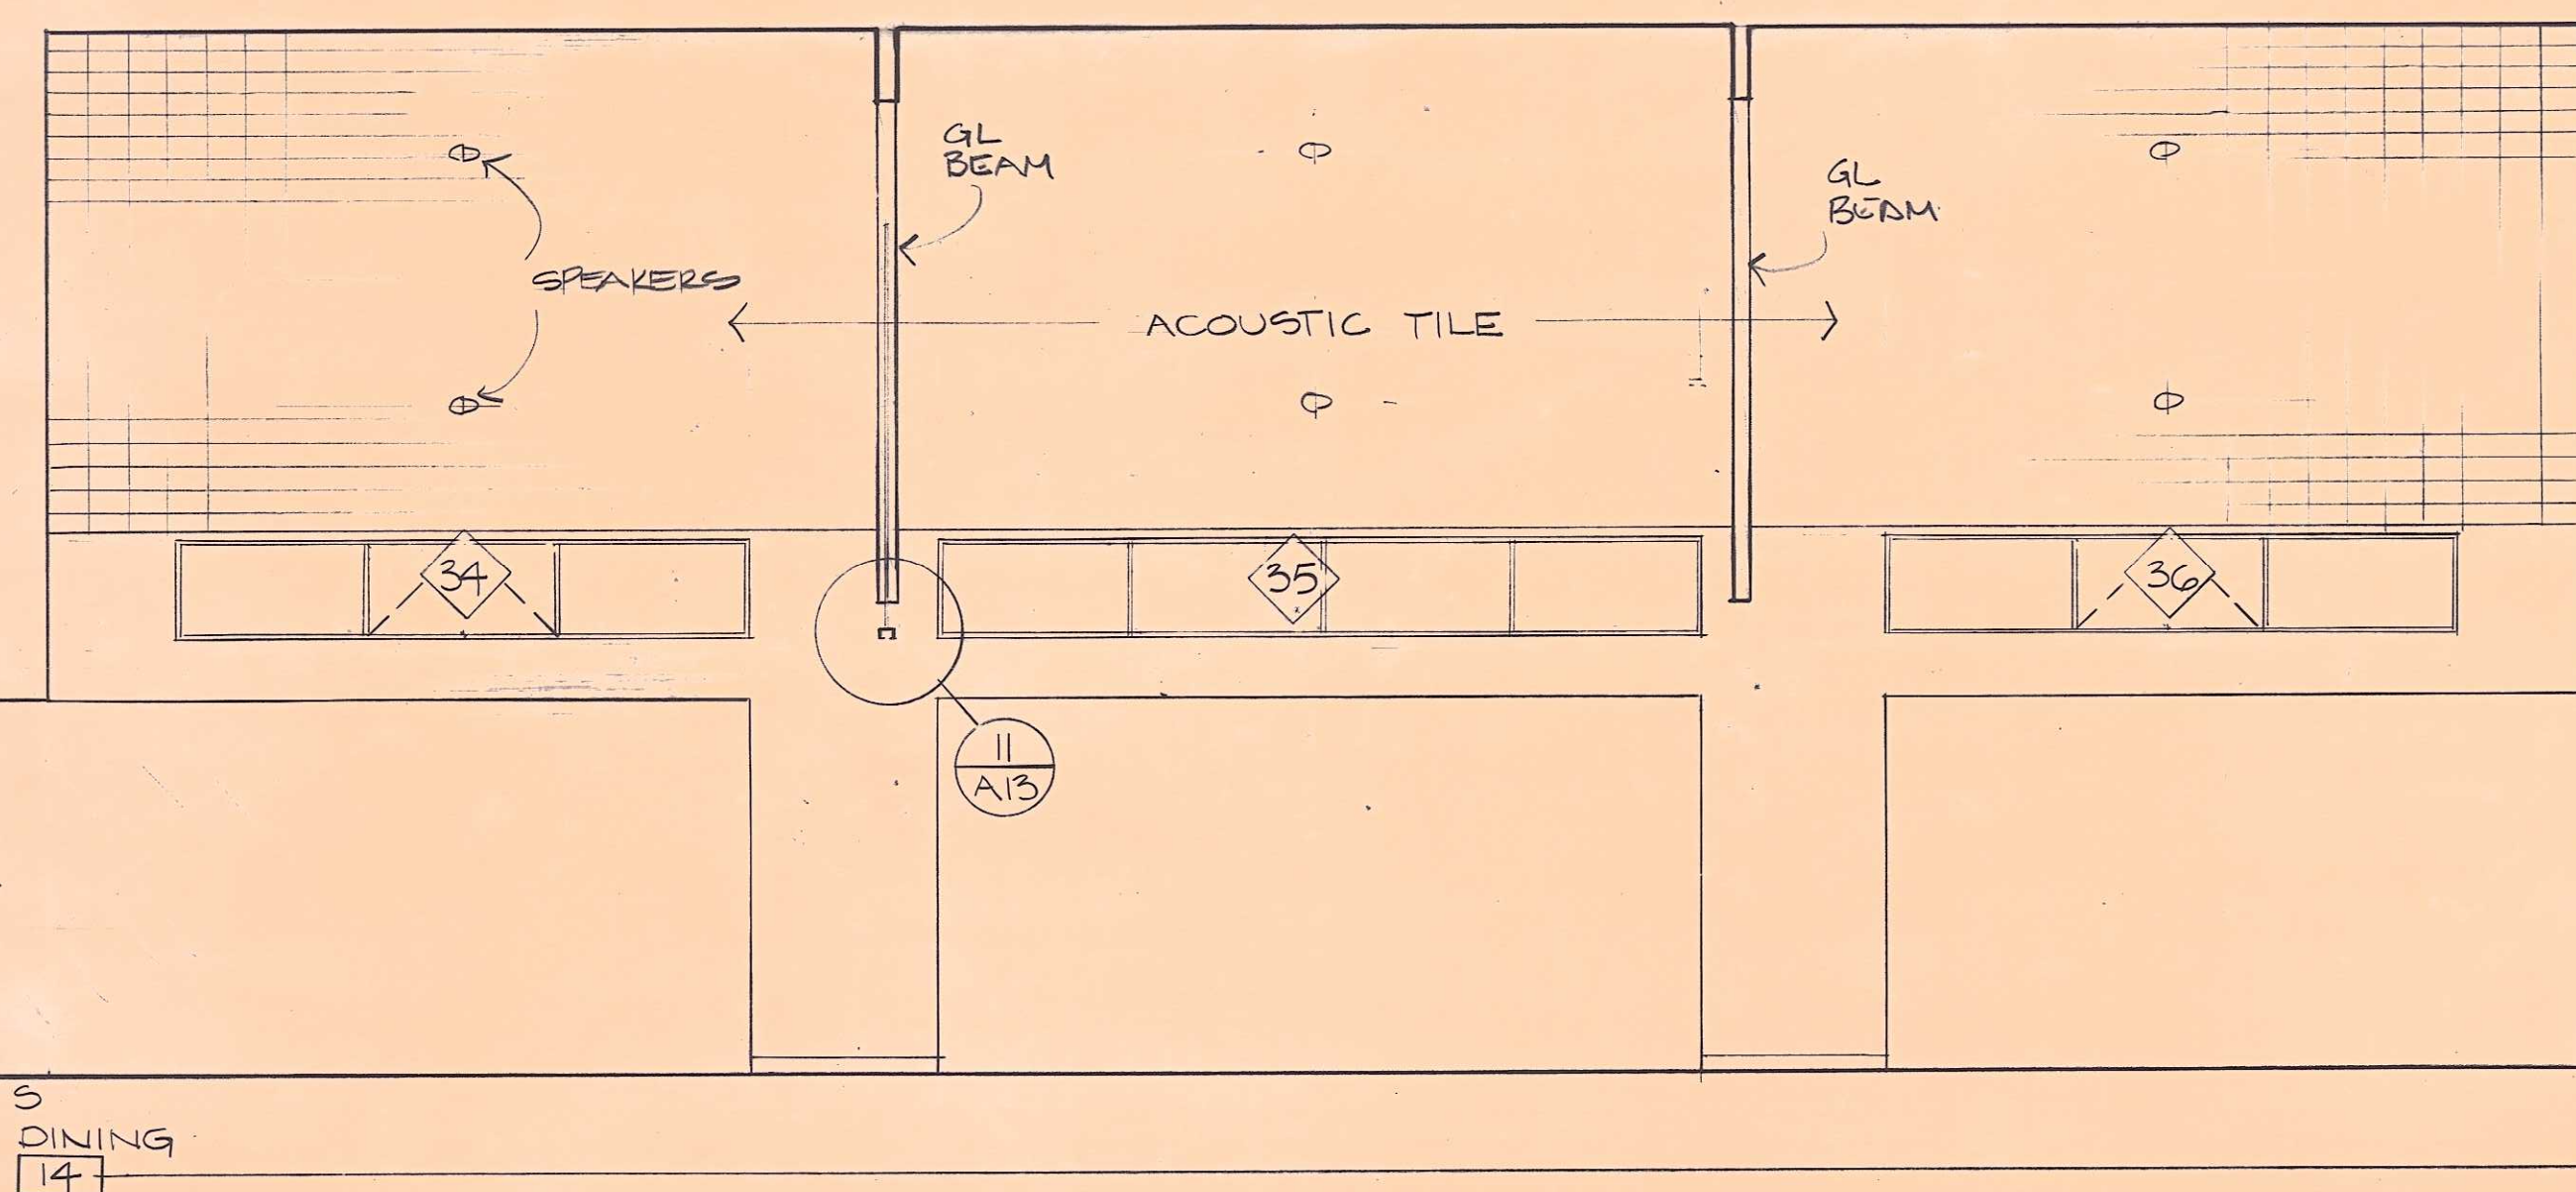 GL
BEAM
GL
BEAM
SPEAKERS
ACOUSTIC TILE
34
35
36
11
A13
S
DINING
14